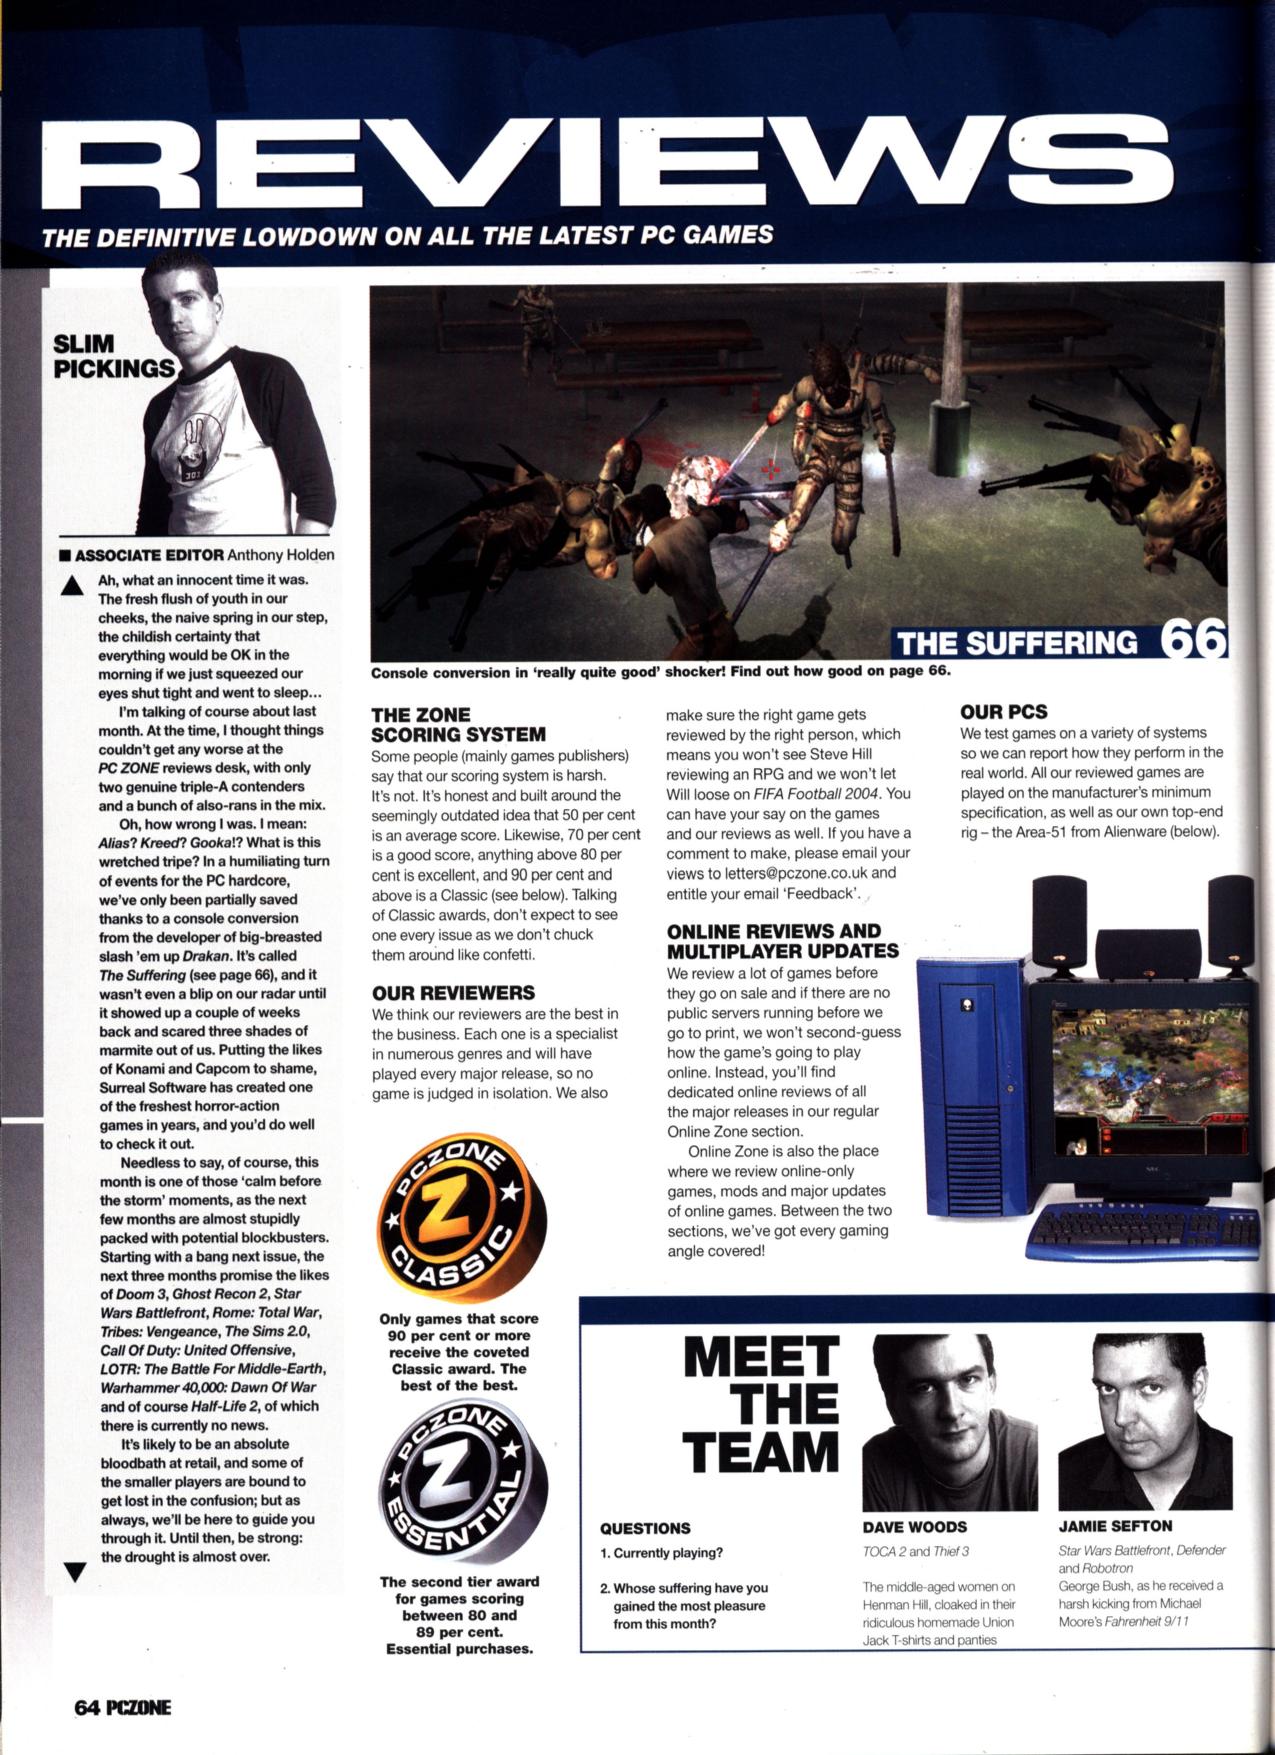 REVIEWS
THE DEFINITIVE LOWDOWN ON ALL THE LATEST PC GAMES
SLIM
PICKINGS
■ ASSOCIATE EDITOR Anthony Holden
Ah, what an innocent time it was.
The fresh flush of youth in our
cheeks, the naive spring in our step,
the childish certainty that
everything would be OK in the
morning if we just squeezed our
eyes shut tight and went to sleep...
I'm talking of course about last
month. At the time, I thought things
couldn't get any worse at the
PC ZONE reviews desk, with only
two genuine triple-A contenders
and a bunch of also-rans in the mix.
Oh, how wrong I was. I mean:
Alias? Kreed? Gooka!? What is this
wretched tripe? In a humiliating turn
of events for the PC hardcore,
we've only been partially saved
thanks to a console conversion
from the developer of big-breasted
slash 'em up Drakan. It's called
The Suffering (see page 66), and it
wasn't even a blip on our radar until
it showed up a couple of weeks
back and scared three shades of
marmite out of us. Putting the likes
of Konami and Capcom to shame,
Surreal Software has created one
of the freshest horror-action
games in years, and you'd do well
to check it out.
Needless to say, of course, this
month is one of those 'calm before
the storm' moments, as the next
few months are almost stupidly
packed with potential blockbusters.
Starting with a bang next issue, the
next three months promise the likes
of Doom 3, Ghost Recon 2, Star
Wars Battlefront, Rome: Total War,
Tribes: Vengeance, The Sims 2.0,
Call Of Duty: United Offensive,
LOTR: The Battle For Middle-Earth,
Warhammer 40,000: Dawn Of War
and of course Half-Life 2, of which
there is currently no news.
It's likely to be an absolute
bloodbath at retail, and some of
the smaller players are bound to
get lost in the confusion; but as
always, we'll be here to guide you
through it. Until then, be strong:
the drought is almost over.
THE SUFFERING 66
Console conversion in 'really quite good' shocker! Find out how good on page 66.
THE ZONE
SCORING SYSTEM
Some people (mainly games publishers)
say that our scoring system is harsh.
It's not. It's honest and built around the
seemingly outdated idea that 50 per cent
is an average score. Likewise, 70 per cent
is a good score, anything above 80 per
cent is excellent, and 90 per cent and
above is a Classic (see below). Talking
of Classic awards, don't expect to see
one every issue as we don't chuck
them around like confetti.
OUR REVIEWERS
We think our reviewers are the best in
the business. Each one is a specialist
in numerous genres and will have
played every major release, so no
game is judged in isolation. We also
make sure the right game gets
reviewed by the right person, which
means you won't see Steve Hill
reviewing an RPG and we won't let
Will loose on FIFA Football 2004. You
can have your say on the games
and our reviews as well. If you have a
comment to make, please email your
views to letters@pczone.co.uk and
entitle your email 'Feedback'.
ONLINE REVIEWS AND
MULTIPLAYER UPDATES
We review a lot of games before
they go on sale and if there are no
public servers running before we
go to print, we won't second-guess
how the game's going to play
online. Instead, you'll find
dedicated online reviews of all
the major releases in our regular
Online Zone section.
Online Zone is also the place
where we review online-only
games, mods and major updates
of online games. Between the two
sections, we've got every gaming
angle covered!
OUR PCS
We test games on a variety of systems
so we can report how they perform in the
real world. All our reviewed games are
played on the manufacturer's minimum
specification, as well as our own top-end
rig – the Area-51 from Alienware (below).
PCZONE
Z
CLASSIC
Only games that score
90 per cent or more
receive the coveted
Classic award. The
best of the best.
PCZONE
Z
ESSENTIAL
The second tier award
for games scoring
between 80 and
89 per cent.
Essential purchases.
NEC
MEET
THE
TEAM
QUESTIONS
1. Currently playing?
2. Whose suffering have you
gained the most pleasure
from this month?
DAVE WOODS
TOCA 2 and Thief 3
The middle-aged women on
Henman Hill, cloaked in their
ridiculous homemade Union
Jack T-shirts and panties
JAMIE SEFTON
Star Wars Battlefront, Defender
and Robotron
George Bush, as he received a
harsh kicking from Michael
Moore's Fahrenheit 9/11
64 PCZONE